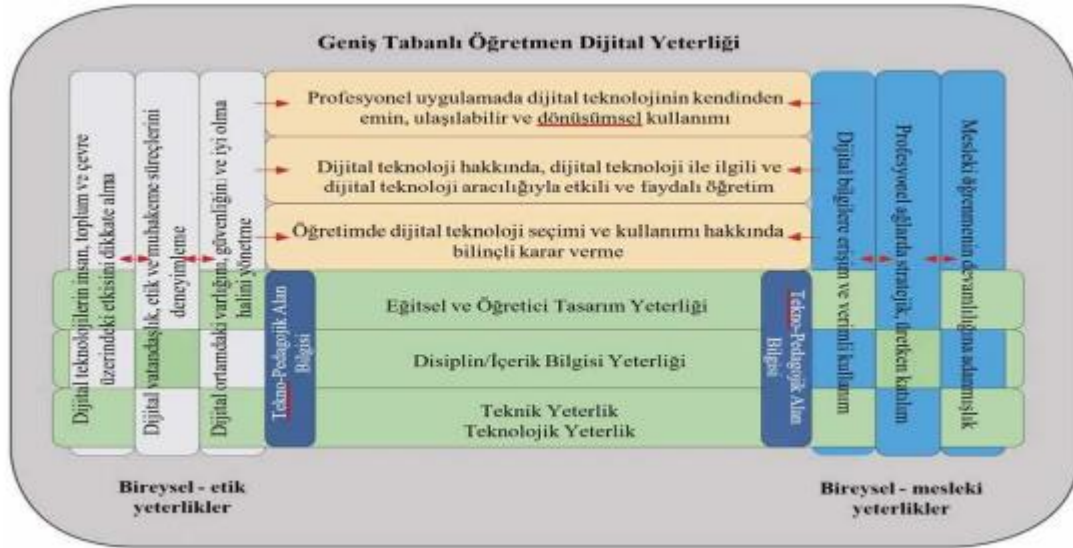 Geniş Tabanlı Öğretmen Dijital Yeterliği
Dijital teknolojilerin insan, toplum ve çevre
üzerindeki etkisini dikkate alma
Dijital vatandaşlık, etik ve muhakeme süreçlerini
deneyimleme
Dijital ortamdaki varlığını, güvenliğini ve iyi olma
halini yönetme
Profesyonel uygulamada dijital teknolojinin kendinden
emin, ulaşılabilir ve dönüşümsel kullanımı
Dijital teknoloji hakkında, dijital teknoloji ile ilgili ve
dijital teknoloji aracılığıyla etkili ve faydalı öğretim
Öğretimde dijital teknoloji seçimi ve kullanımı hakkında
bilinçli karar verme
Tekno-Pedagojik Alan
Bilgisi
Eğitsel ve Öğretici Tasarım Yeterliği
Disiplin/İçerik Bilgisi Yeterliği
Teknik Yeterlik
Teknolojik Yeterlik
Tekno-Pedagojik Alan
Bilgisi
Dijital bilgilere erişim ve verimli kullanım
Profesyonel ağlarda stratejik, üretken katılım
Mesleki öğrenmenin devamlılığına adanmışlık
Bireysel - etik
yeterlikler
Bireysel - mesleki
yeterlikler